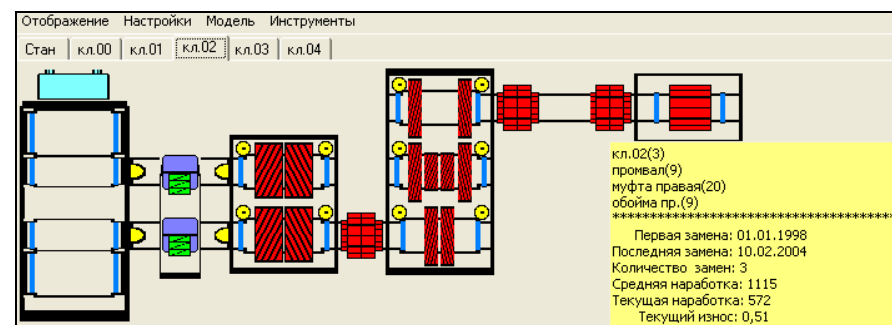 Отображение Настройки Модель Инструменты
Стан кл.00 кл.01 кл.02 кл.03 кл.04
кл.02(3)
промвал(9)
муфта правая(20)
обойма пр.(9)
******************************************
Первая замена: 01.01.1998
Последняя замена: 10.02.2004
Количество замен: 3
Средняя наработка: 1115
Текущая наработка: 572
Текущий износ: 0,51